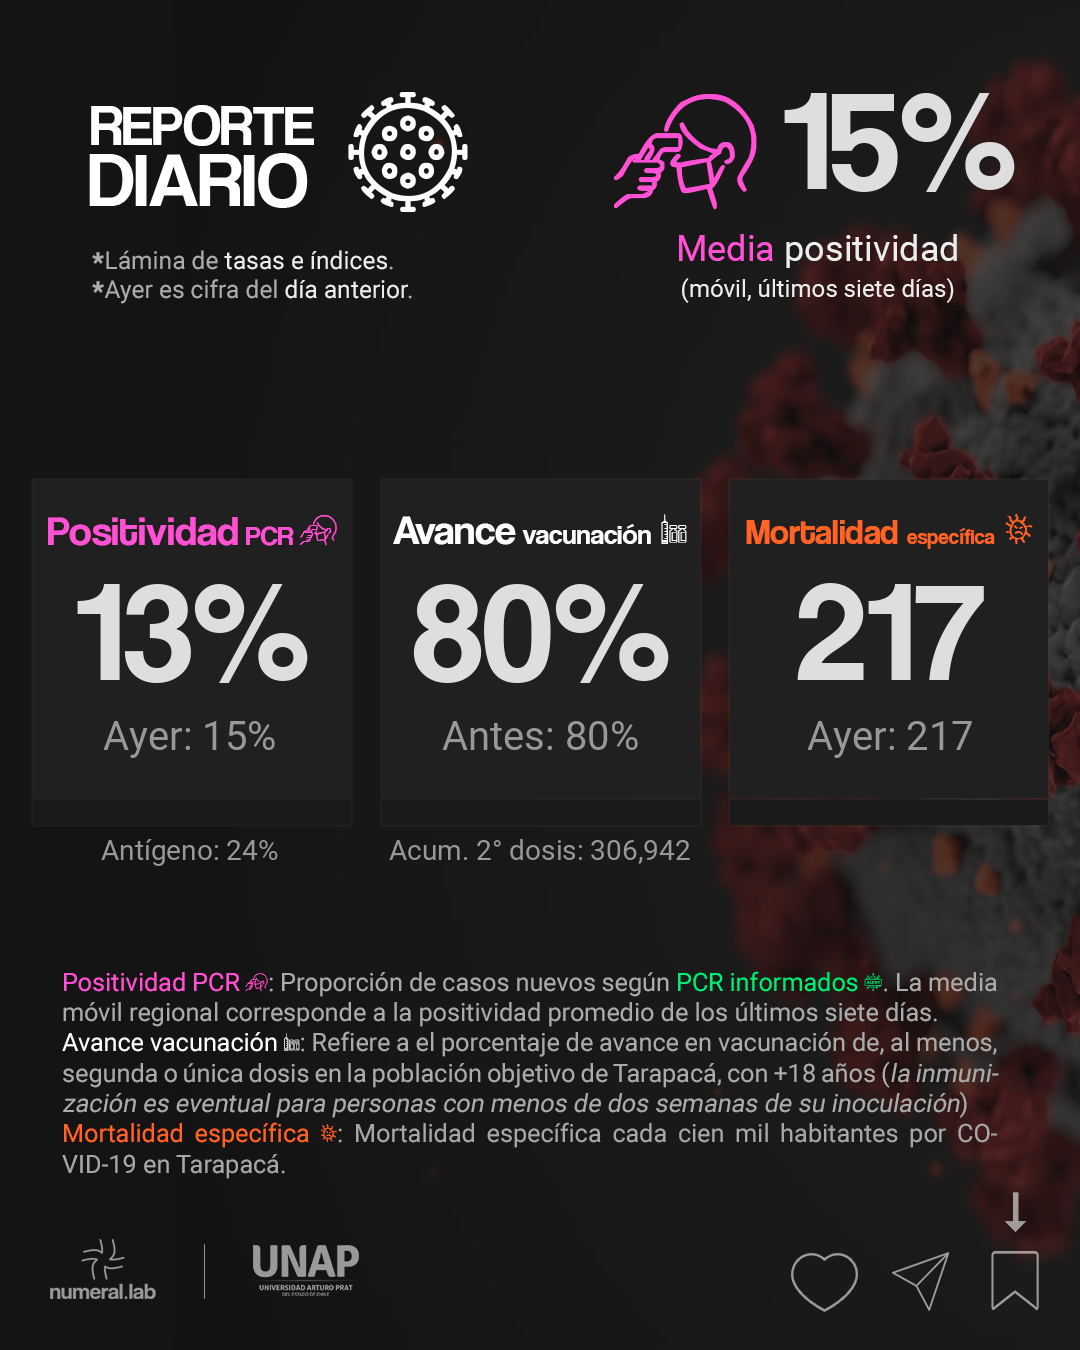 REPORTE
DIARIO
*Lámina de tasas e índices.
*Ayer es cifra del día anterior.
15%
Media positividad
(móvil, últimos siete días)
Positividad PCR
13%
Ayer: 15%
Antígeno: 24%
Avance vacunación
80%
Antes: 80%
Acum. 2° dosis: 306,942
Mortalidad específica
217
Ayer: 217
Positividad PCR : Proporción de casos nuevos según PCR informados . La media
móvil regional corresponde a la positividad promedio de los últimos siete días.
Avance vacunación : Refiere a el porcentaje de avance en vacunación de, al menos,
segunda o única dosis en la población objetivo de Tarapacá, con +18 años (la inmuni-
zación es eventual para personas con menos de dos semanas de su inoculación)
Mortalidad específica : Mortalidad específica cada cien mil habitantes por CO-
VID-19 en Tarapacá.
numeral.lab
UNAP
UNIVERSIDAD ARTURO PRAT
DEL ESTADO DE CHILE